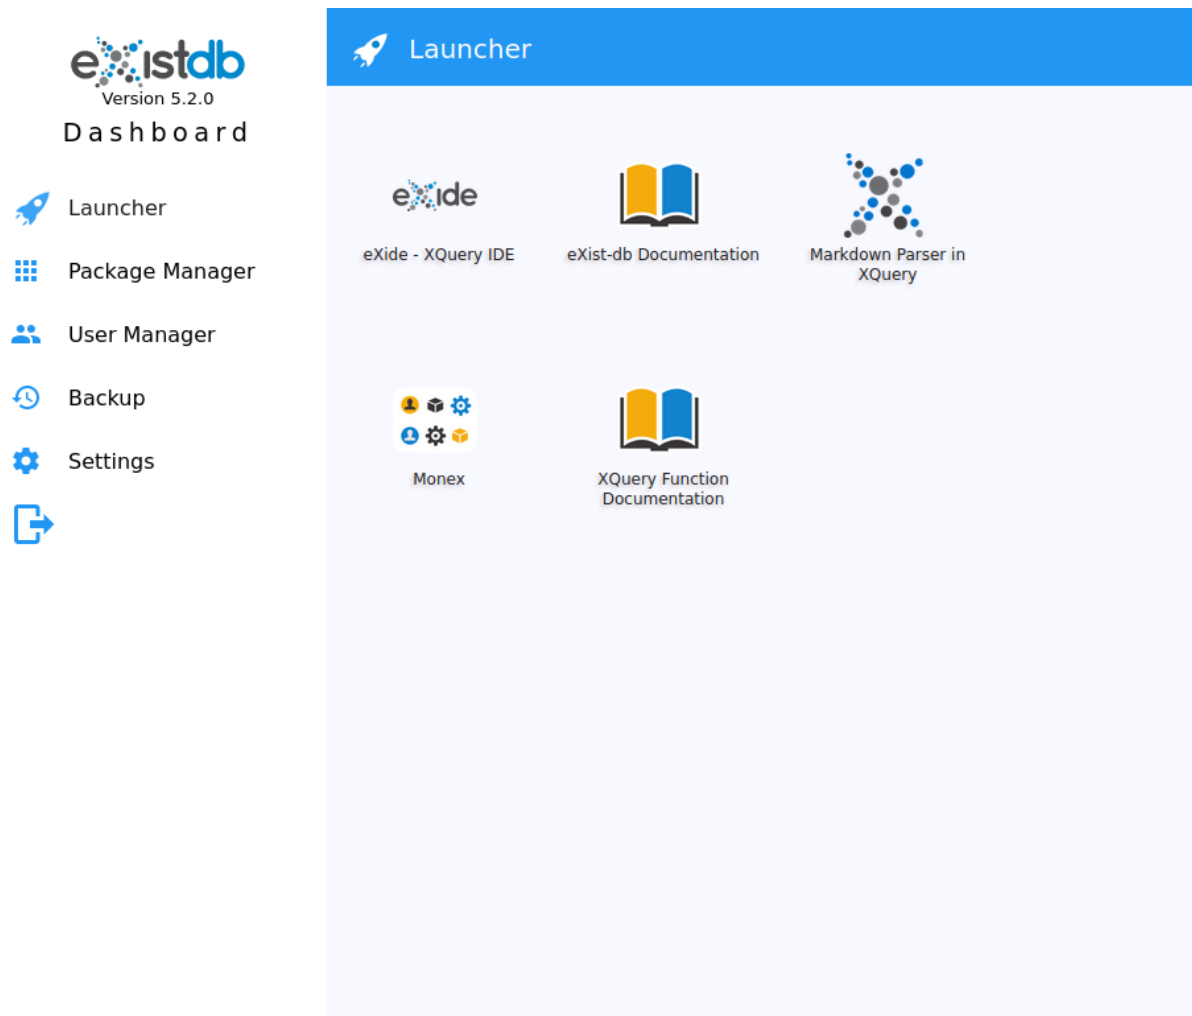 eXistdb
Version 5.2.0
Dashboard
Launcher
Package Manager
User Manager
Backup
Settings
Launcher
eXide
eXide - XQuery IDE
eXist-db Documentation
Markdown Parser in
XQuery
Monex
XQuery Function
Documentation